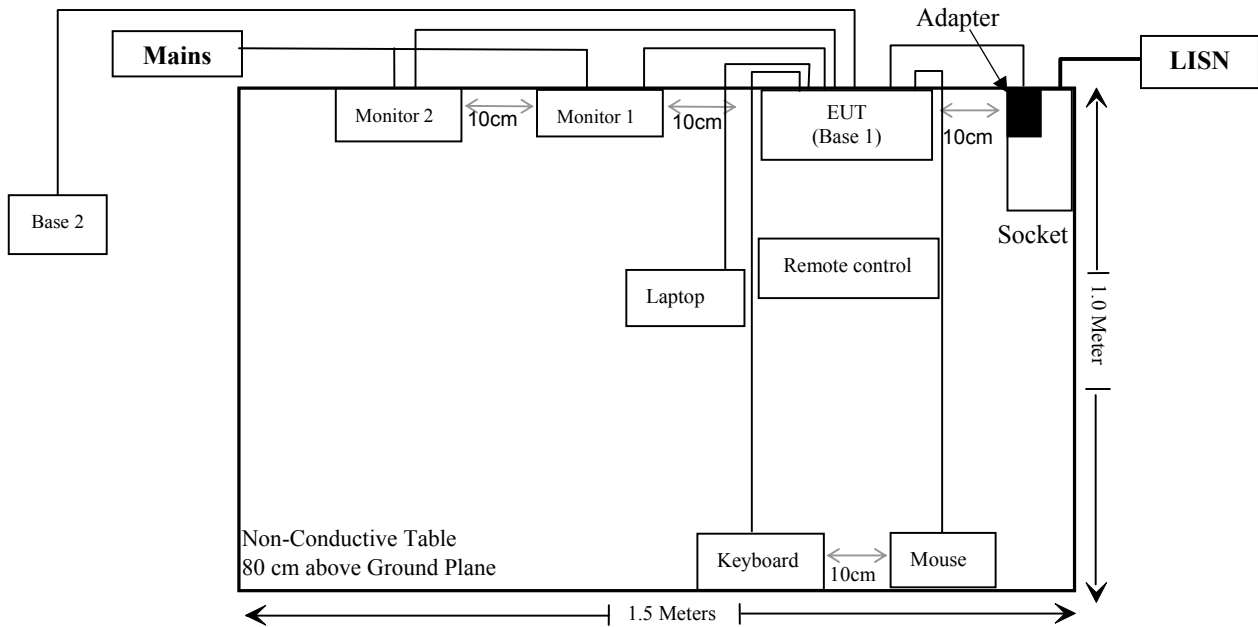 Adapter
Mains
LISN
Monitor 2
10cm
Monitor 1
10cm
EUT
(Base 1)
10cm
Base 2
Socket
Remote control
Laptop
1.0 Meter
Non-Conductive Table
80 cm above Ground Plane
Keyboard
10cm
Mouse
1.5 Meters